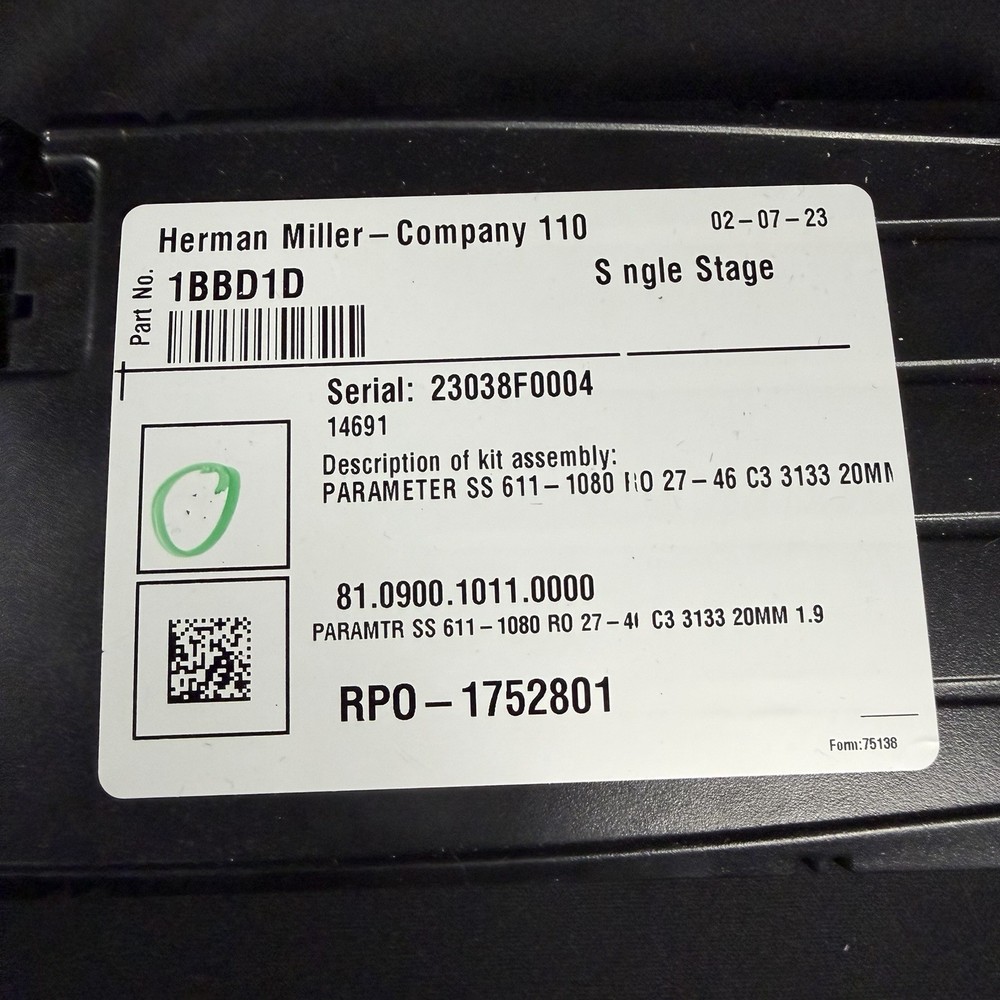 Herman Miller – Company 110
02 – 07 – 23
Part No.
1BBD1D
S ngle Stage
Serial: 23038F0004
14691
Description of kit assembly:
PARAMETER SS 611 – 1080 RO 27 – 46 C3 3133 20MM
81.0900.1011.0000
PARAMTR SS 611 – 1080 RO 27 – 46 C3 3133 20MM 1.9
RPO – 1752801
Form:75138